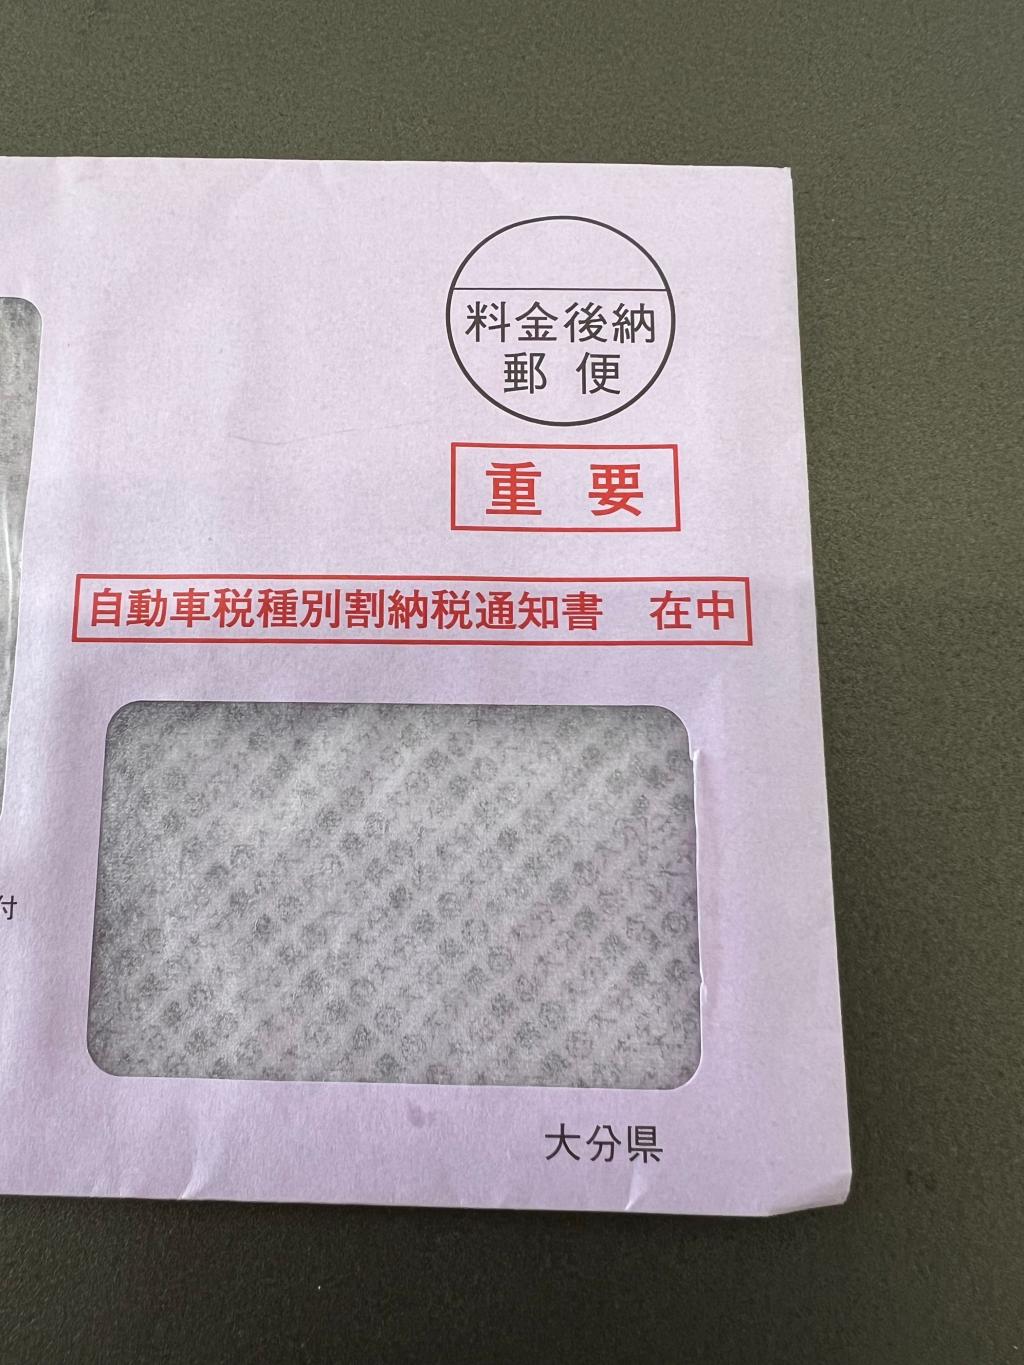 料金後納
郵便
重要
自動車税種別割納税通知書 在中
付
大分県